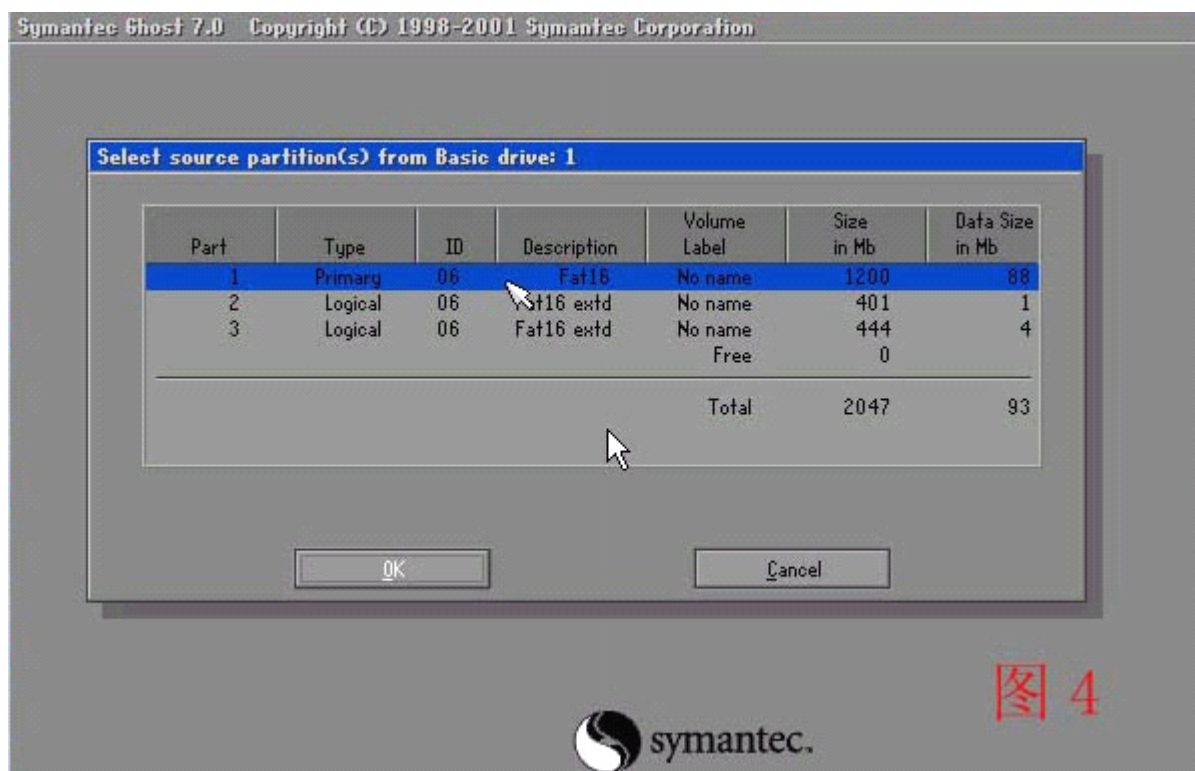 Symantec Ghost 7.0 Copyright (C) 1998-2001 Symantec Corporation
Select source partition(s) from Basic drive: 1
Part Type ID Description Volume Label Size in Mb Data Size in Mb
1 Primary 06 Fat16 No name 1200 88
2 Logical 06 Fat16 extd No name 401 1
3 Logical 06 Fat16 extd No name 444 4
Free 0
Total 2047 93
OK Cancel
图 4
symantec.